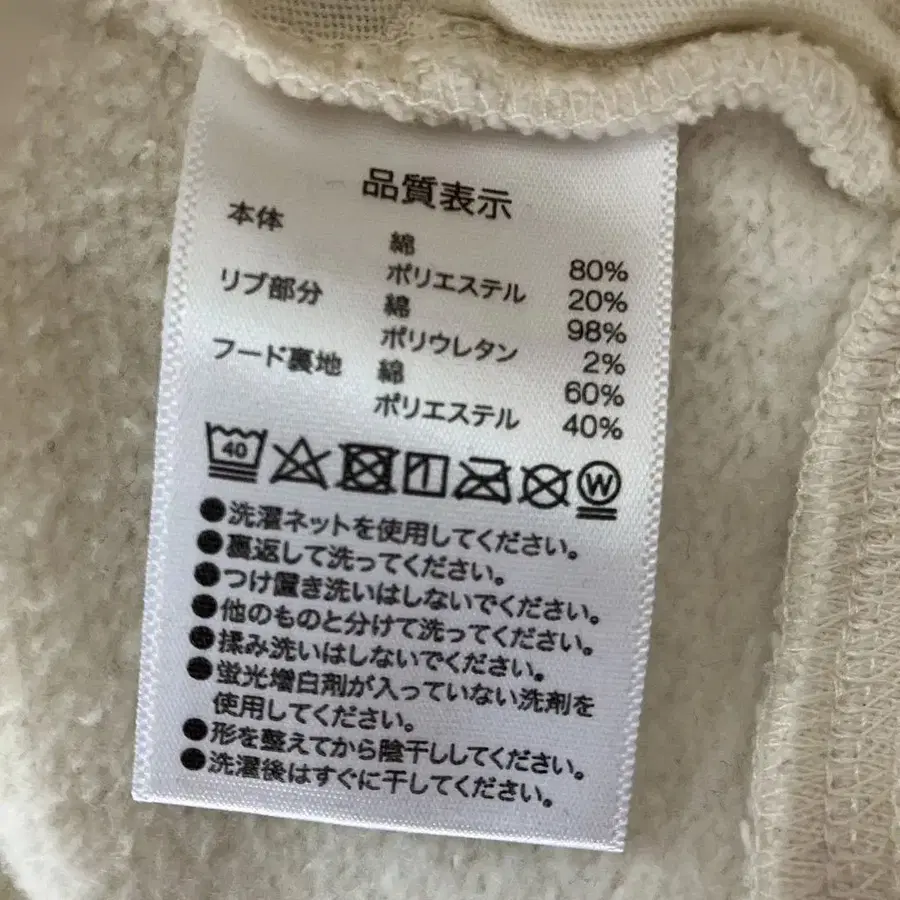 品質表示
本体 綿 80%
ポリエステル 20%
リブ部分 綿 98%
ポリウレタン 2%
フード裏地 綿 60%
ポリエステル 40%
40 W
●洗濯ネットを使用してください。
●裏返して洗ってください。
●つけ置き洗いはしないでください。
●他のものと分けて洗ってください。
●揉み洗いはしないでください。
●蛍光増白剤が入っていない洗剤を
使用してください。
●形を整えてから陰干ししてください。
●洗濯後はすぐに干してください。